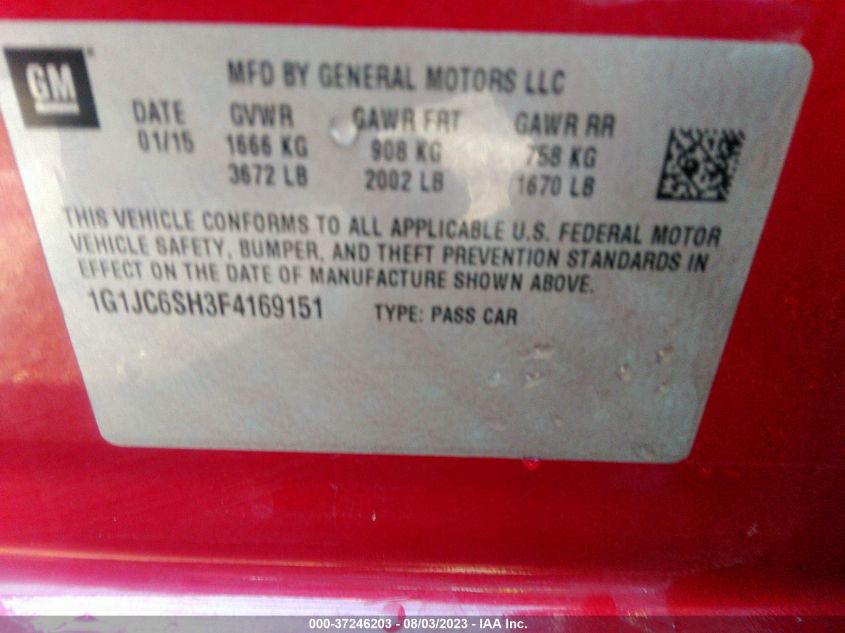 GM
MFD BY GENERAL MOTORS LLC
DATE GVWR GAWR FRT GAWR RR
01/15 1666 KG 908 KG 758 KG
3672 LB 2002 LB 1670 LB
THIS VEHICLE CONFORMS TO ALL APPLICABLE U.S. FEDERAL MOTOR
VEHICLE SAFETY, BUMPER, AND THEFT PREVENTION STANDARDS IN
EFFECT ON THE DATE OF MANUFACTURE SHOWN ABOVE.
1G1JC6SH3F4169151 TYPE: PASS CAR
000-37246203 - 08/03/2023 - IAA Inc.